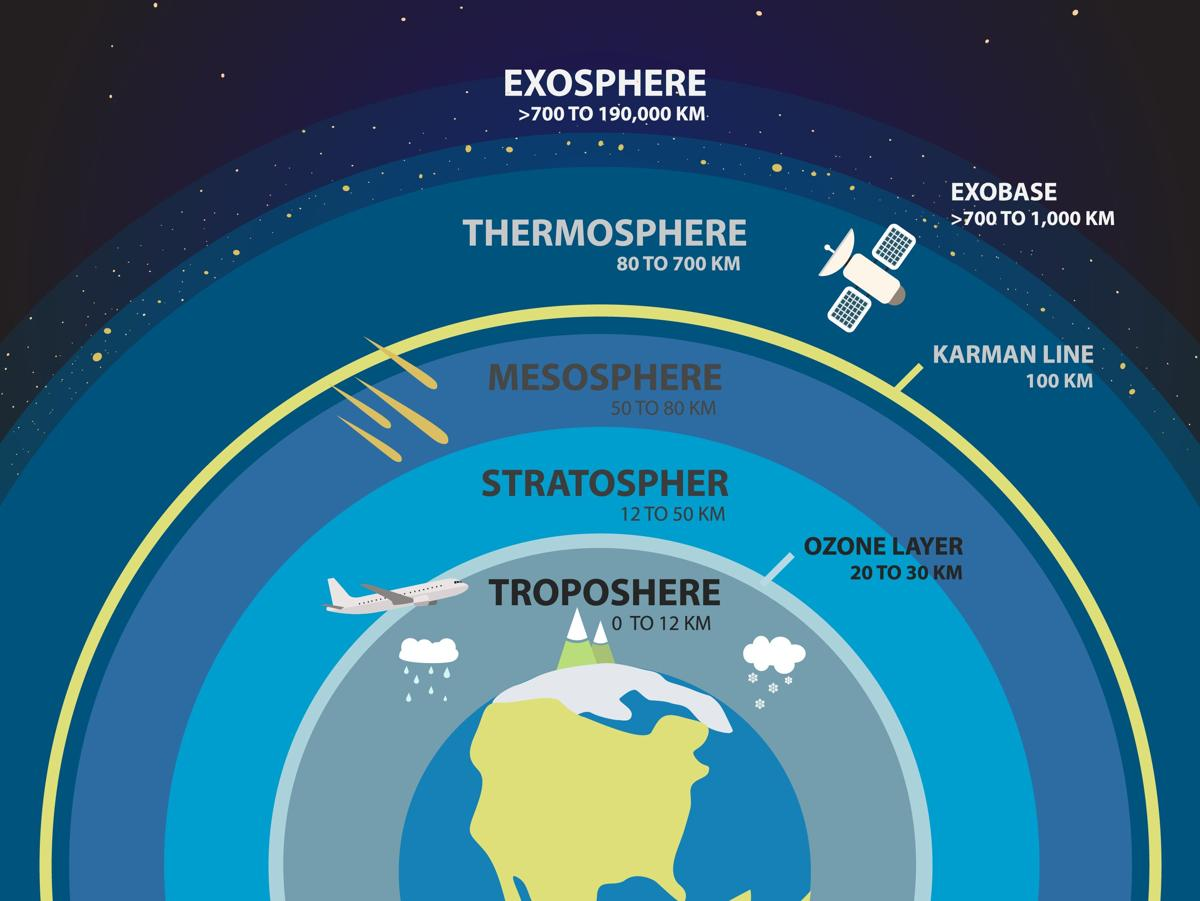 EXOSPHERE
>700 TO 190,000 KM
EXOBASE
>700 TO 1,000 KM
THERMOSPHERE
80 TO 700 KM
KARMAN LINE
100 KM
MESOSPHERE
50 TO 80 KM
STRATOSPHER
12 TO 50 KM
OZONE LAYER
20 TO 30 KM
TROPOSHERE
0 TO 12 KM